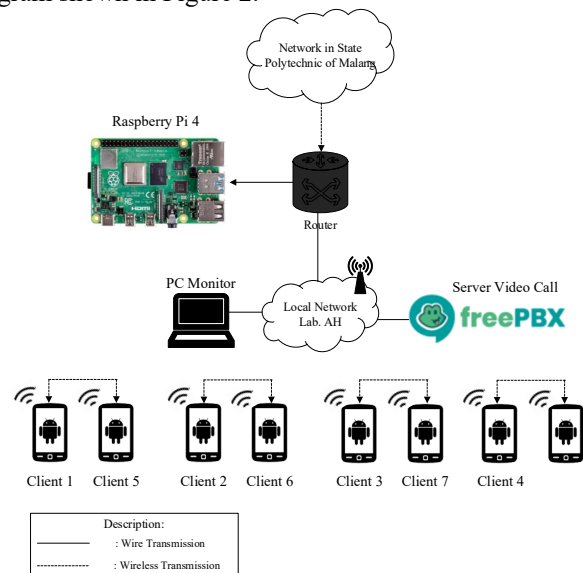 gram shown in Figure 2.
Network in State
Polytechnic of Malang
Raspberry Pi 4
Router
PC Monitor
Local Network
Lab. AH
Server Video Call
freePBX
Client 1
Client 5
Client 2
Client 6
Client 3
Client 7
Client 4
Description:
: Wire Transmission
: Wireless Transmission